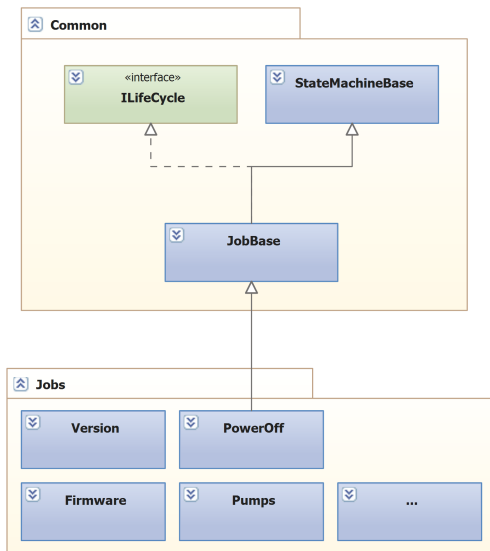 Common
«interface»
ILifeCycle
StateMachineBase
JobBase
Jobs
Version
PowerOff
Firmware
Pumps
...